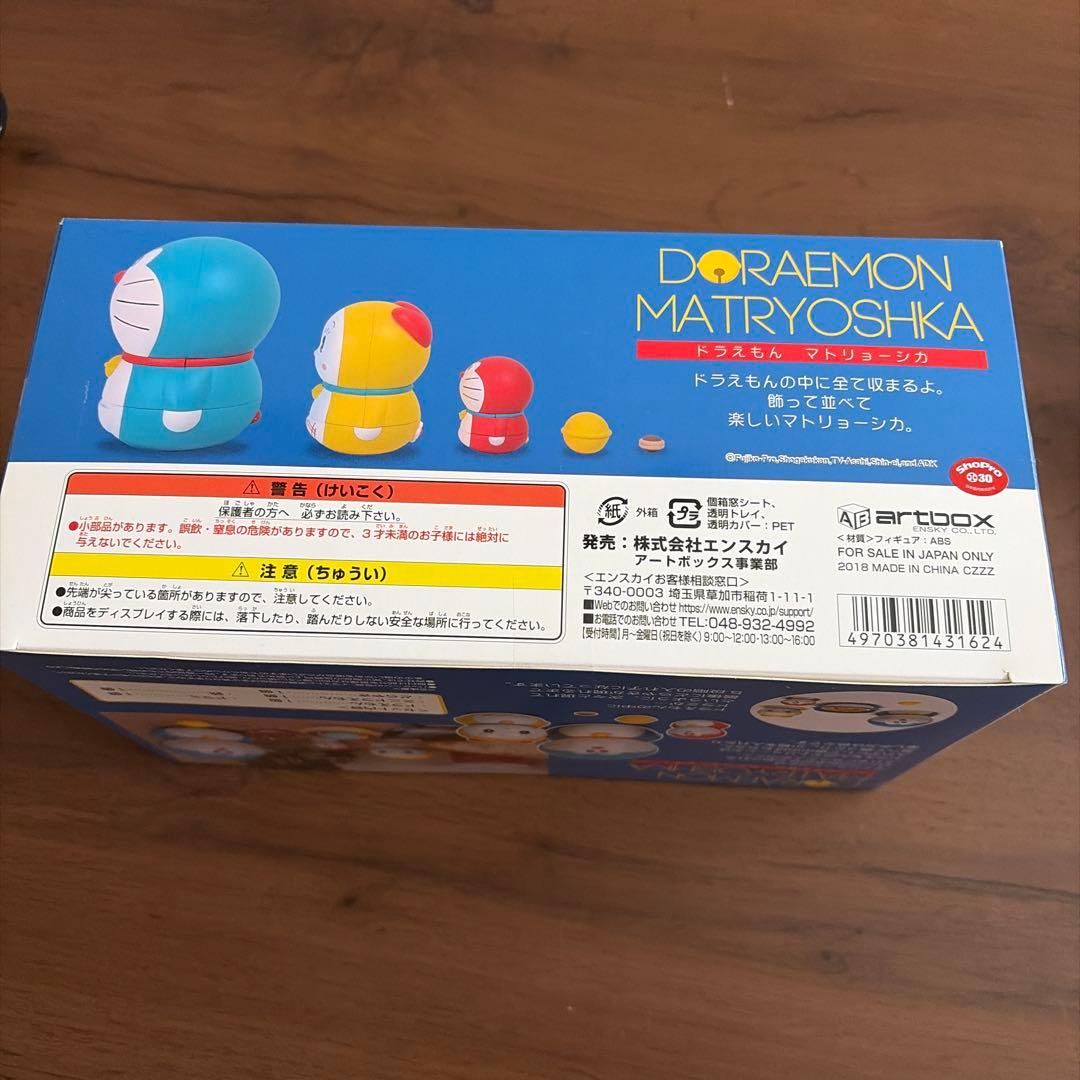 DORAEMON
MATRYOSHKA
ドラえもん マトリョーシカ
ドラえもんの中に全て収まるよ。
飾って並べて
楽しいマトリョーシカ。
©Fujiko-Pro,Shogakukan,TV-Asahi,Shin-ei,and ADK
ShoPro
30
⚠ 警告(けいこく)
保護者の方へ 必ずお読み下さい。
●小部品があります。誤飲・窒息の危険がありますので、3才未満のお子様には絶対に
与えないでください。
⚠ 注意(ちゅうい)
●先端が尖っている箇所がありますので、注意してください。
●商品をディスプレイする際には、落下したり、踏んだりしない安全な場所に行ってください。
紙 外箱
プラ 個箱窓シート、
透明トレイ、
透明カバー:PET
発売:株式会社エンスカイ
アートボックス事業部
<エンスカイお客様相談窓口>
〒340-0003 埼玉県草加市稲荷1-11-1
■Webでのお問い合わせ https://www.ensky.co.jp/support/
■お電話でのお問い合わせ TEL:048-932-4992
【受付時間】月~金曜日(祝日を除く) 9:00~12:00・13:00~16:00
artbox
ENSKY CO., LTD.
<材質>フィギュア:ABS
FOR SALE IN JAPAN ONLY
2018 MADE IN CHINA CZZZ
4970381431624